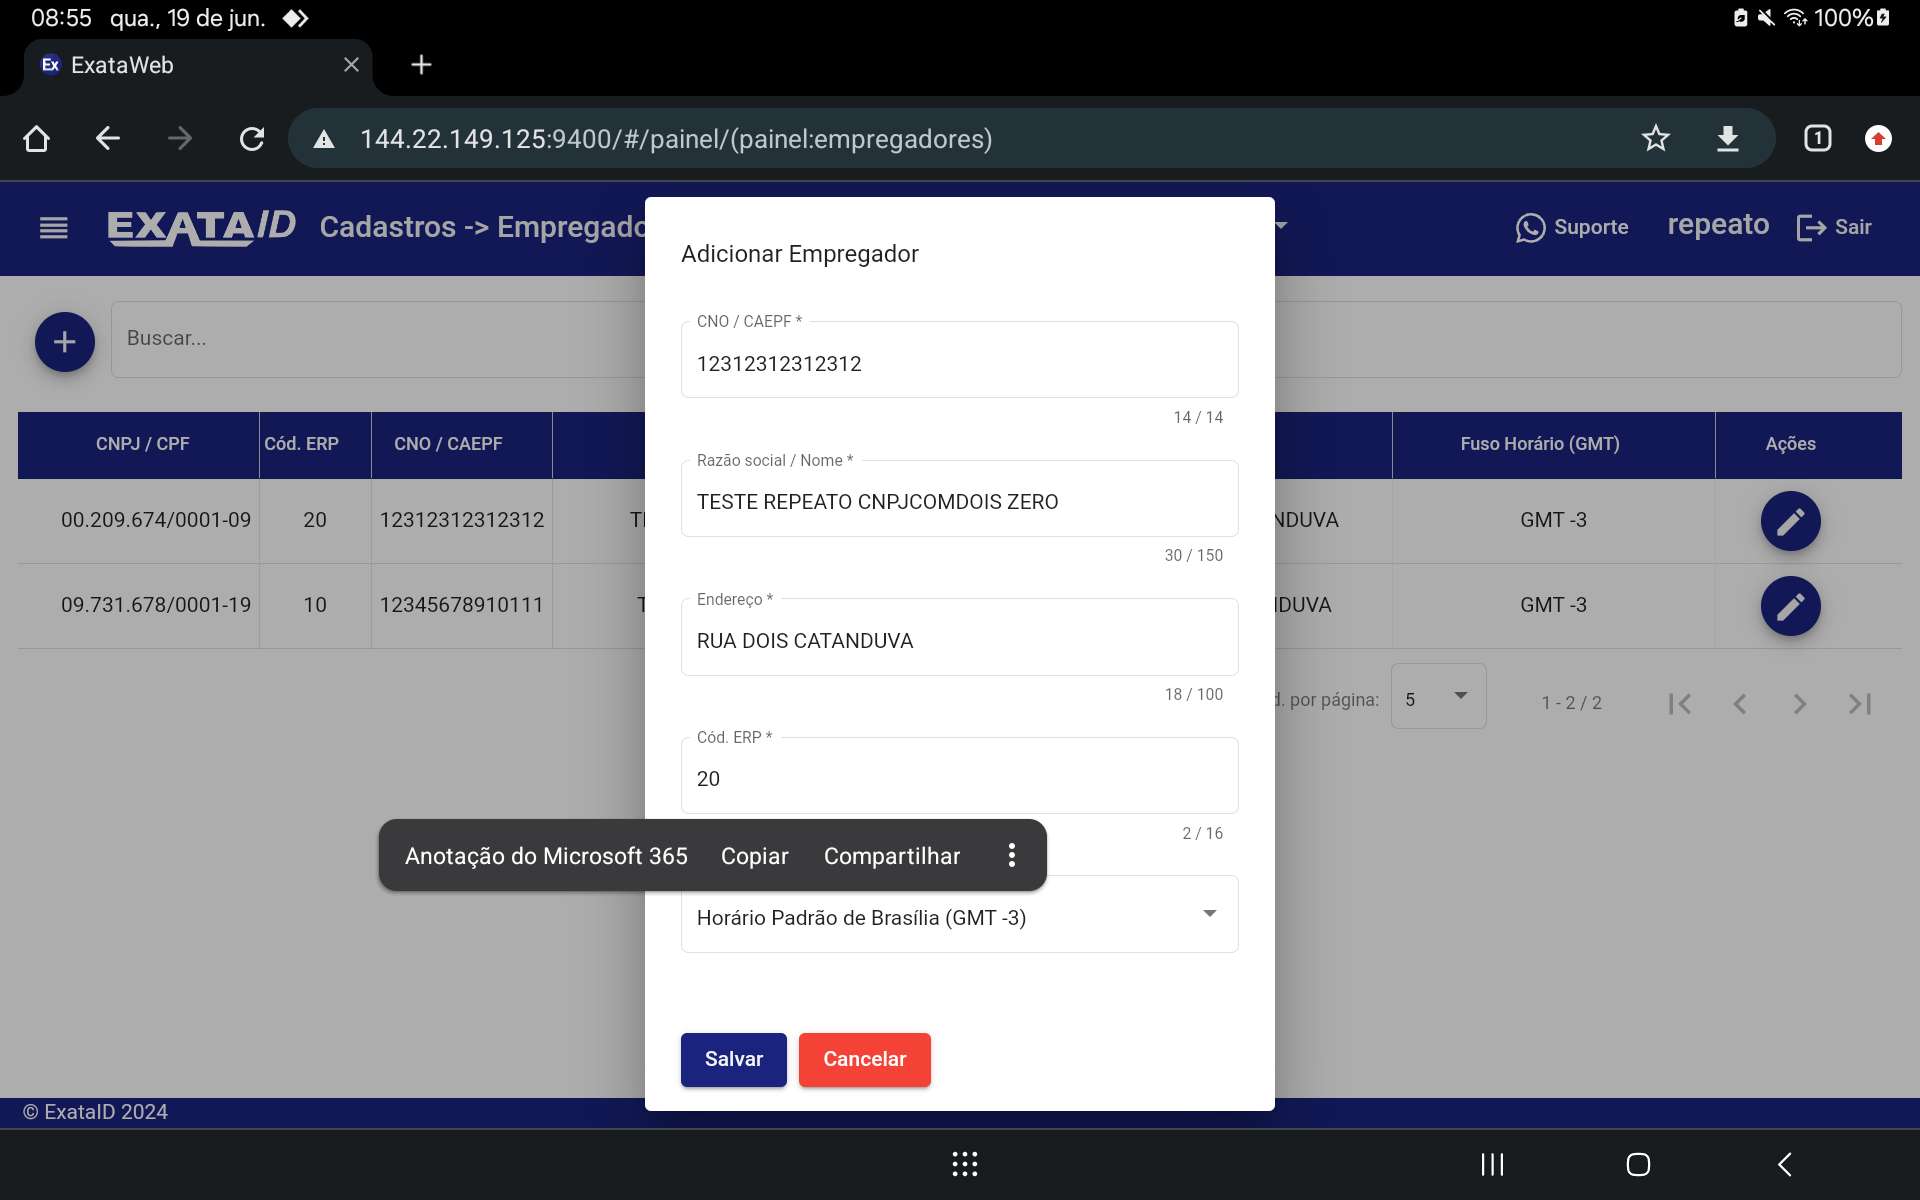 08:55 qua., 19 de jun.
100%
Ex ExataWeb
144.22.149.125:9400/#/painel/(painel:empregadores)
1
EXATAID Cadastros -> Empregado
Suporte repeato Sair
Adicionar Empregador
Buscar...
CNO / CAEPF *
12312312312312
14 / 14
CNPJ / CPF Cód. ERP CNO / CAEPF Fuso Horário (GMT) Ações
Razão social / Nome *
TESTE REPEATO CNPJCOMDOIS ZERO
30 / 150
00.209.674/0001-09 20 12312312312312 NDUVA GMT -3
09.731.678/0001-19 10 12345678910111 DUVA GMT -3
Endereço *
RUA DOIS CATANDUVA
18 / 100
d. por página: 5 1 - 2 / 2
Cód. ERP *
20
2 / 16
Anotação do Microsoft 365 Copiar Compartilhar
Horário Padrão de Brasília (GMT -3)
Salvar Cancelar
© ExataID 2024